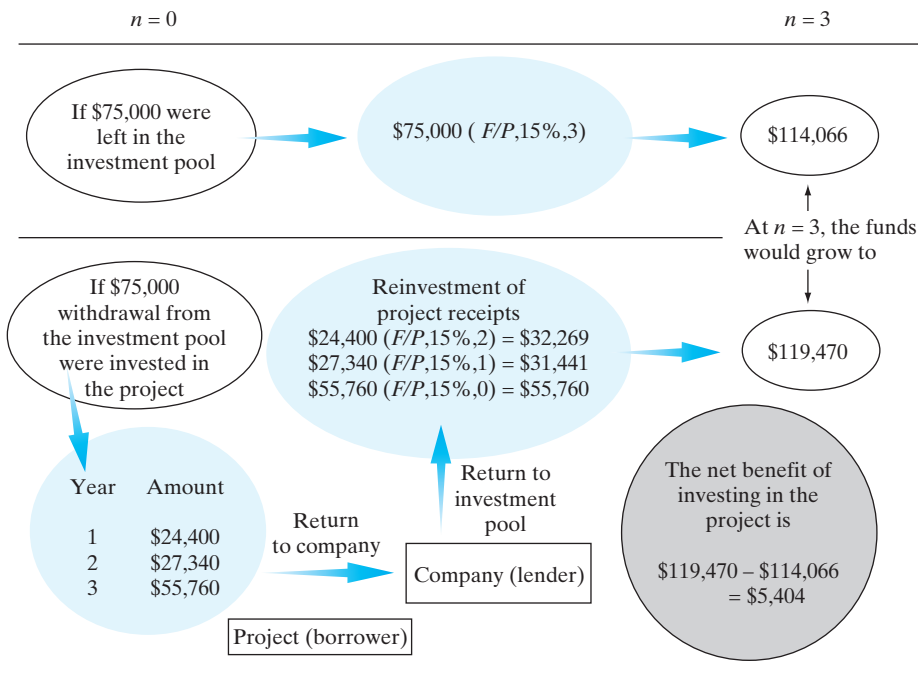 n = 0
n = 3
If $75,000 were
left in the
investment pool
$75,000 ( F/P,15%,3)
$114,066
At n = 3, the funds
would grow to
If $75,000
withdrawal from
the investment pool
were invested in
the project
Reinvestment of
project receipts
$24,400 (F/P,15%,2) = $32,269
$27,340 (F/P,15%,1) = $31,441
$55,760 (F/P,15%,0) = $55,760
$119,470
Year Amount
1 $24,400
2 $27,340
3 $55,760
Return
to company
Return to
investment
pool
Company (lender)
Project (borrower)
The net benefit of
investing in the
project is
$119,470 – $114,066
= $5,404